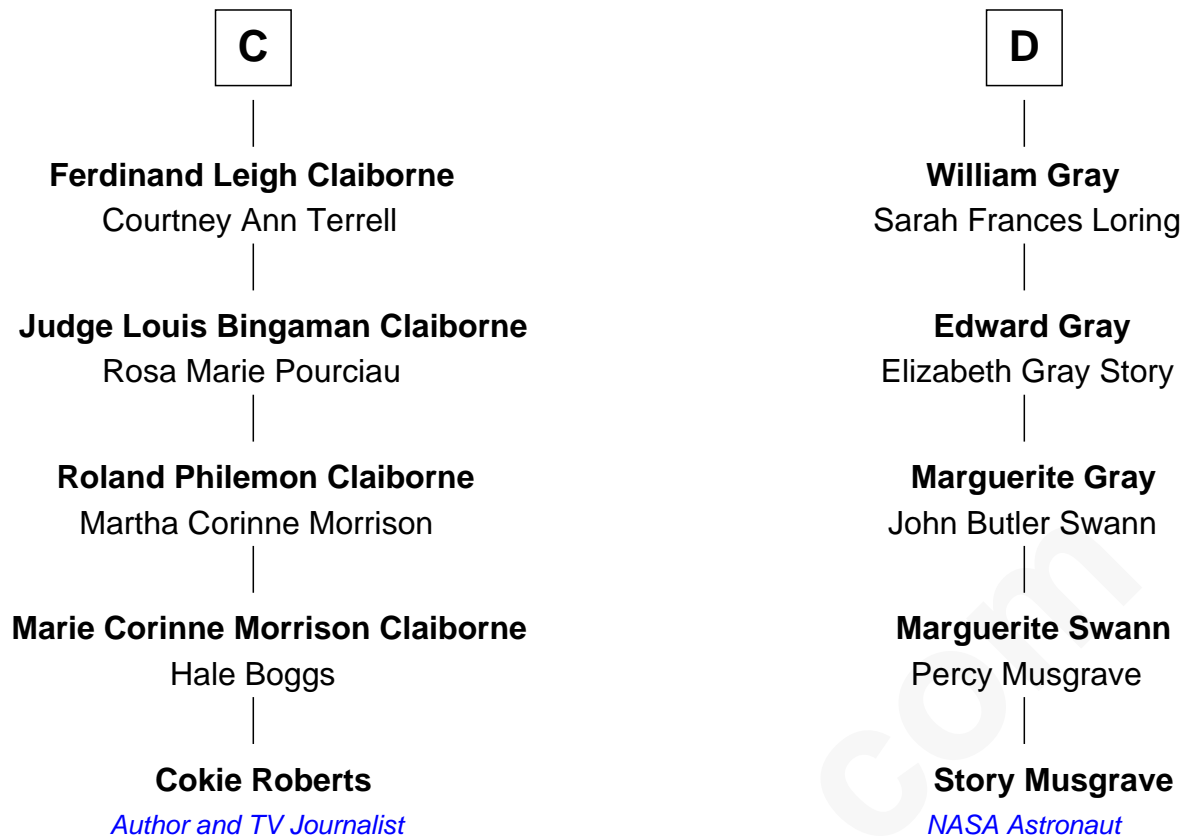 C
Ferdinand Leigh Claiborne
Courtney Ann Terrell
Judge Louis Bingaman Claiborne
Rosa Marie Pourciau
Roland Philemon Claiborne
Martha Corinne Morrison
Marie Corinne Morrison Claiborne
Hale Boggs
Cokie Roberts
Author and TV Journalist
D
William Gray
Sarah Frances Loring
Edward Gray
Elizabeth Gray Story
Marguerite Gray
John Butler Swann
Marguerite Swann
Percy Musgrave
Story Musgrave
NASA Astronaut
com